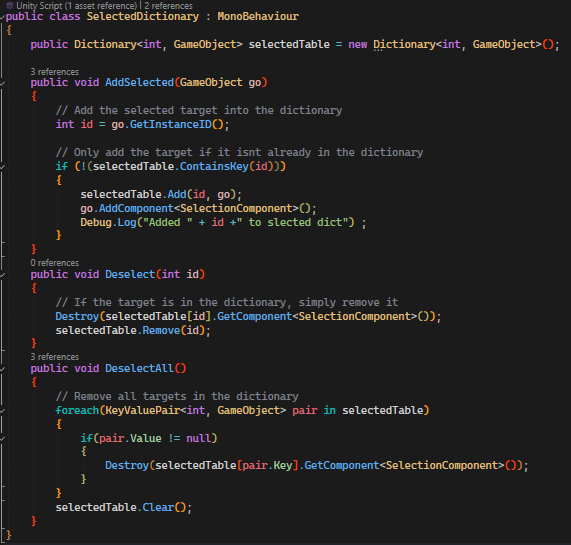 Unity Script (1 asset reference) | 2 references
public class SelectedDictionary : MonoBehaviour
{
    public Dictionary<int, GameObject> selectedTable = new Dictionary<int, GameObject>();
    3 references
    public void AddSelected(GameObject go)
    {
        // Add the selected target into the dictionary
        int id = go.GetInstanceID();
        // Only add the target if it isnt already in the dictionary
        if (!(selectedTable.ContainsKey(id)))
        {
            selectedTable.Add(id, go);
            go.AddComponent<SelectionComponent>();
            Debug.Log("Added " + id +" to slected dict") ;
        }
    }
    0 references
    public void Deselect(int id)
    {
        // If the target is in the dictionary, simply remove it
        Destroy(selectedTable[id].GetComponent<SelectionComponent>());
        selectedTable.Remove(id);
    }
    3 references
    public void DeselectAll()
    {
        // Remove all targets in the dictionary
        foreach(KeyValuePair<int, GameObject> pair in selectedTable)
        {
            if(pair.Value != null)
            {
                Destroy(selectedTable[pair.Key].GetComponent<SelectionComponent>());
            }
        }
        selectedTable.Clear();
    }
}